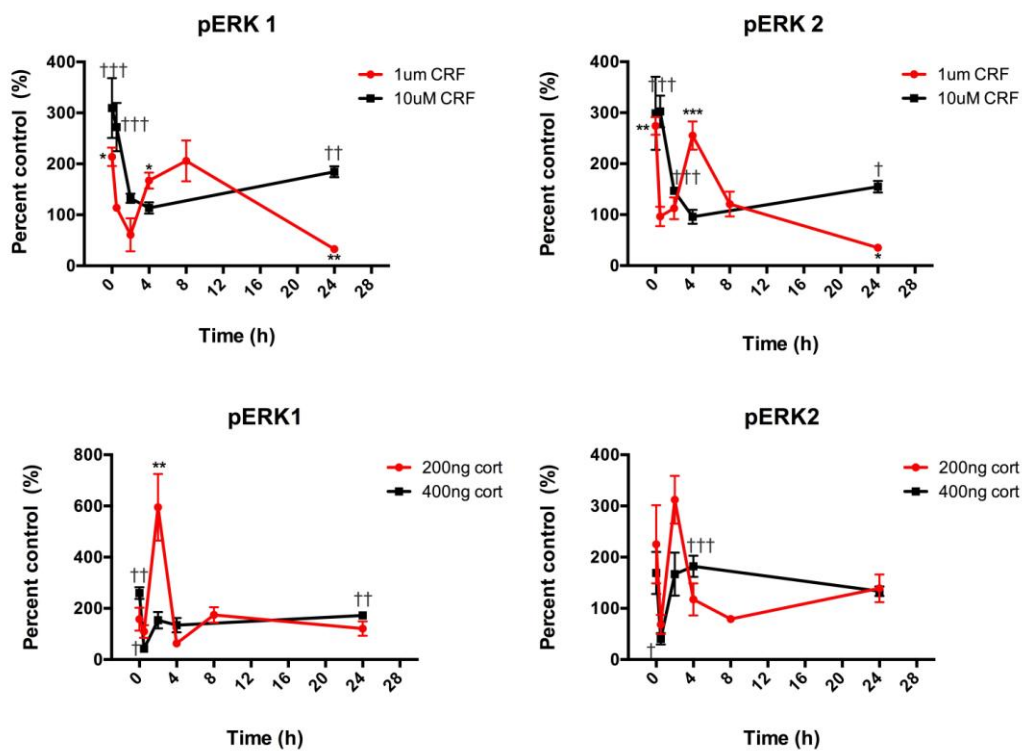 pERK 1
Percent control (%)
400
300
200
100
0
†††
†††
*
*
††
**
0 4 8 12 16 20 24 28
Time (h)
1um CRF
10uM CRF
pERK 2
Percent control (%)
400
300
200
100
0
†††
**
***
†††
†
*
0 4 8 12 16 20 24 28
Time (h)
1um CRF
10uM CRF
pERK1
Percent control (%)
800
600
400
200
0
**
††
†
††
0 4 8 12 16 20 24 28
Time (h)
200ng cort
400ng cort
pERK2
Percent control (%)
400
300
200
100
0
†††
†
0 4 8 12 16 20 24 28
Time (h)
200ng cort
400ng cort